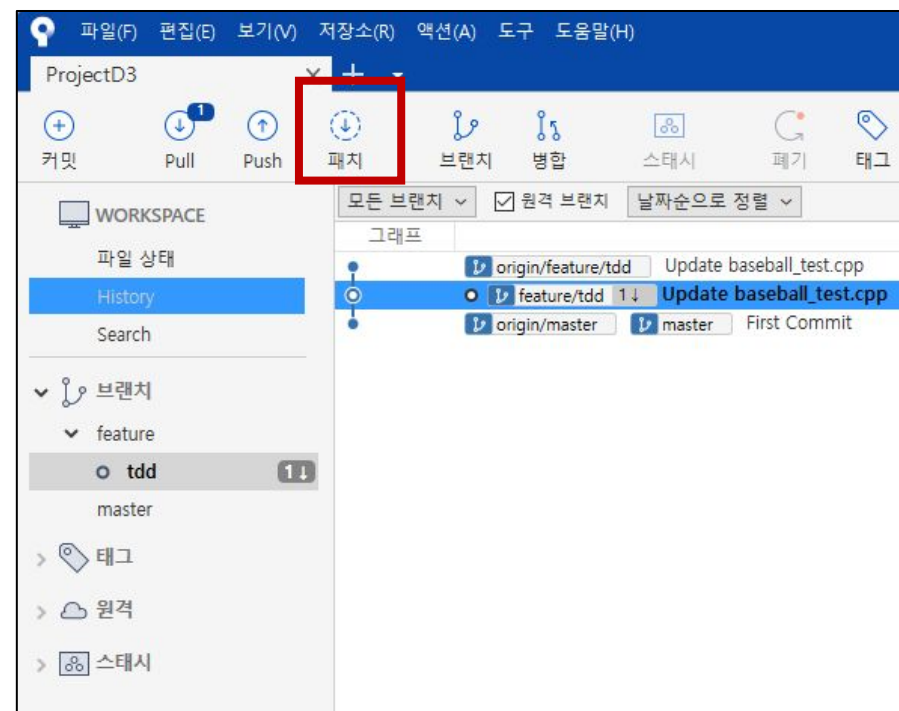 파일(F) 편집(E) 보기(V) 저장소(R) 액션(A) 도구 도움말(H)
ProjectD3
1
커밋 Pull Push 패치 브랜치 병합 스태시 폐기 태그
WORKSPACE
파일 상태
History
Search
브랜치
feature
tdd 1↓
master
태그
원격
스태시
모든 브랜치 원격 브랜치 날짜순으로 정렬
그래프
origin/feature/tdd Update baseball_test.cpp
feature/tdd 1↓ Update baseball_test.cpp
origin/master master First Commit